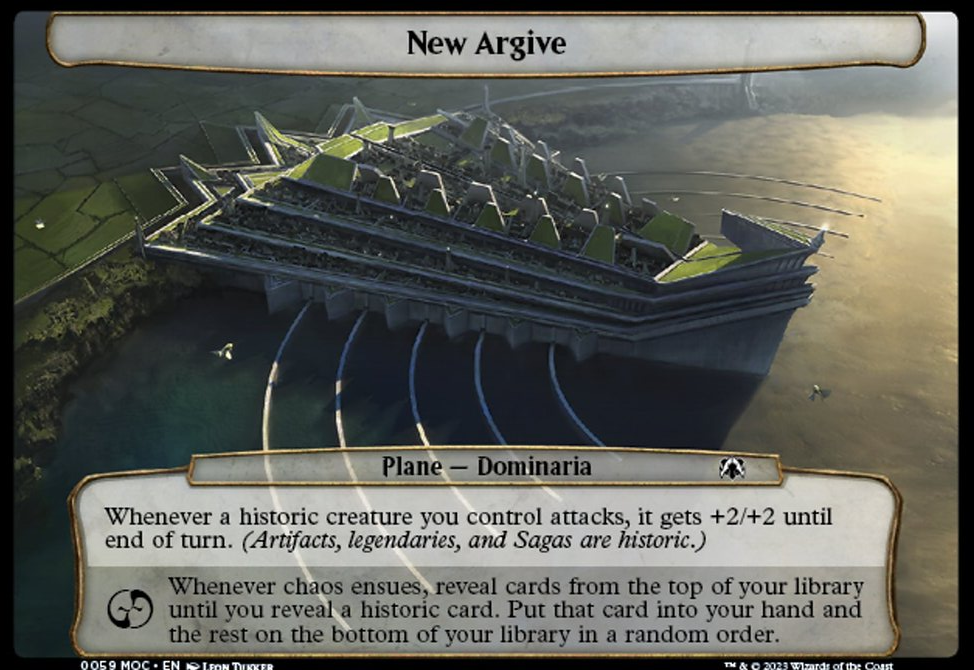 New Argive
Plane — Dominaria
Whenever a historic creature you control attacks, it gets +2/+2 until
end of turn. (Artifacts, legendaries, and Sagas are historic.)
Whenever chaos ensues, reveal cards from the top of your library
until you reveal a historic card. Put that card into your hand and
the rest on the bottom of your library in a random order.
0059 MOC • EN Leon Tukker
™ & © 2023 Wizards of the Coast